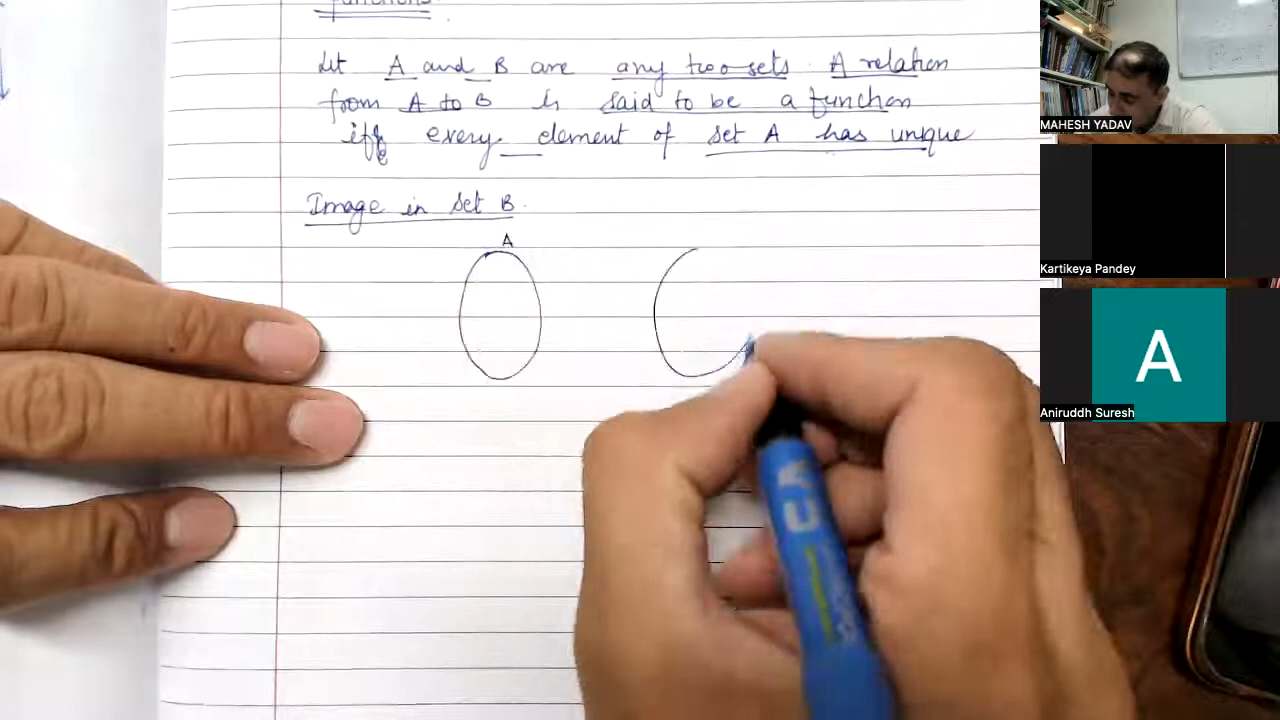 Functions.
Let A and B are any two sets. A relation
from A to B is said to be a function
iff every element of set A has unique
Image in set B.
A
MAHESH YADAV
Kartikeya Pandey
A
Aniruddh Suresh